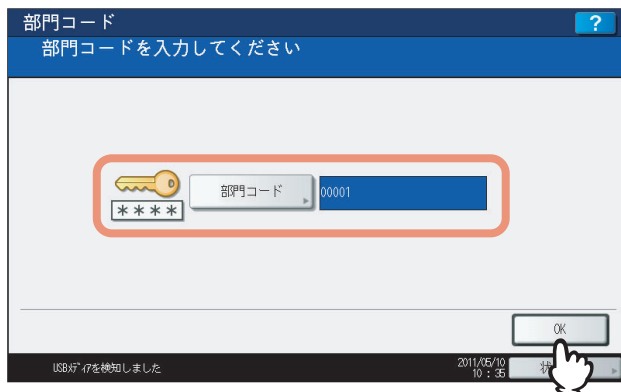 部門コード
?
部門コードを入力してください
部門コード 00001
****
OK
USBﾒﾃﾞｨｱを検知しました
2011/05/10
10 : 35
状